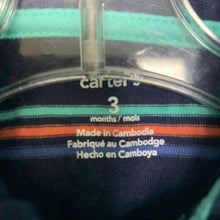 carter's
3
months / mois
Made in Cambodia
Fabriqué au Cambodge
Hecho en Camboya